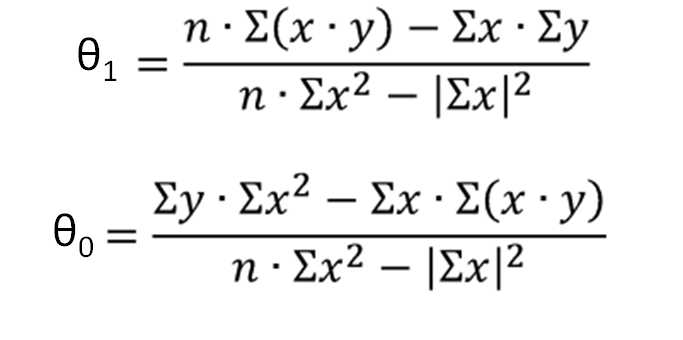 θ₁ = (n · Σ(x · y) − Σx · Σy) / (n · Σx² − |Σx|²)
θ₀ = (Σy · Σx² − Σx · Σ(x · y)) / (n · Σx² − |Σx|²)